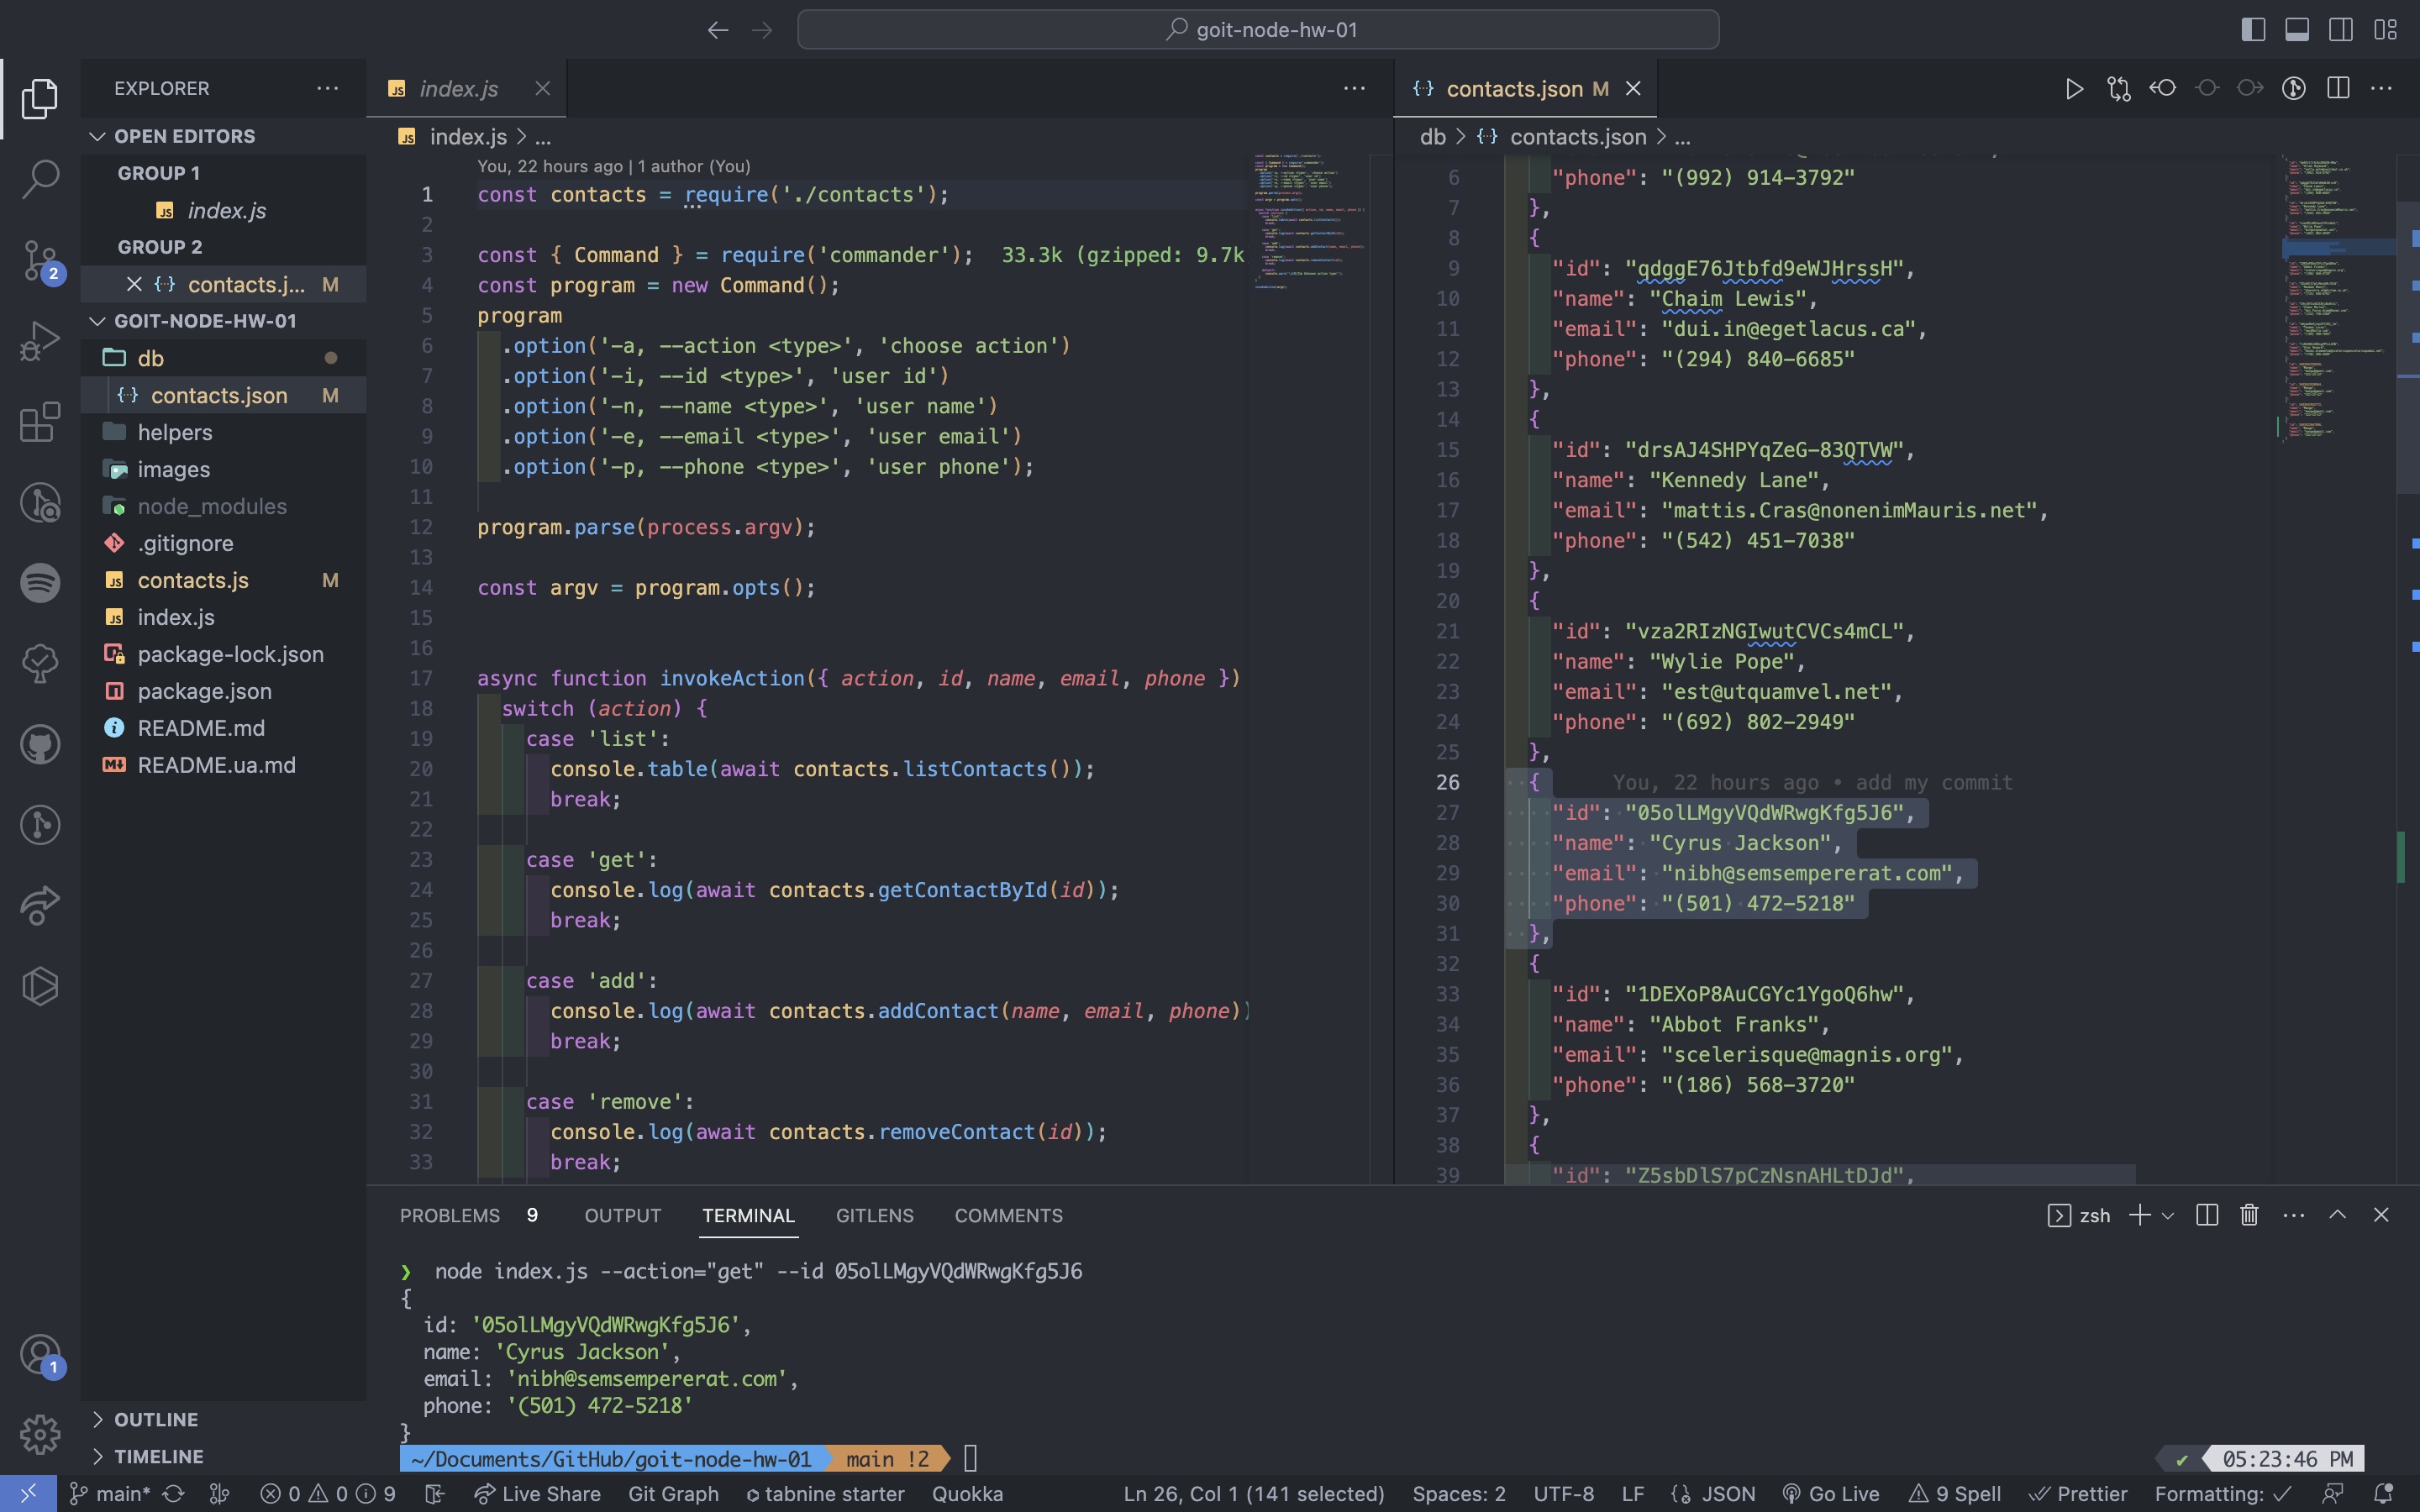 goit-node-hw-01
EXPLORER
OPEN EDITORS
GROUP 1
index.js
GROUP 2
contacts.j... M
GOIT-NODE-HW-01
db
contacts.json M
helpers
images
node_modules
.gitignore
contacts.js M
index.js
package-lock.json
package.json
README.md
README.ua.md
OUTLINE
TIMELINE
2
1
index.js
index.js > ...
You, 22 hours ago | 1 author (You)
1 const contacts = require('./contacts');
2
3 const { Command } = require('commander'); 33.3k (gzipped: 9.7k
4 const program = new Command();
5 program
6 .option('-a, --action <type>', 'choose action')
7 .option('-i, --id <type>', 'user id')
8 .option('-n, --name <type>', 'user name')
9 .option('-e, --email <type>', 'user email')
10 .option('-p, --phone <type>', 'user phone');
11
12 program.parse(process.argv);
13
14 const argv = program.opts();
15
16
17 async function invokeAction({ action, id, name, email, phone })
18 switch (action) {
19 case 'list':
20 console.table(await contacts.listContacts());
21 break;
22
23 case 'get':
24 console.log(await contacts.getContactById(id));
25 break;
26
27 case 'add':
28 console.log(await contacts.addContact(name, email, phone))
29 break;
30
31 case 'remove':
32 console.log(await contacts.removeContact(id));
33 break;
contacts.json M
db > contacts.json > ...
6 "phone": "(992) 914-3792"
7 },
8 {
9 "id": "qdggE76Jtbfd9eWJHrssH",
10 "name": "Chaim Lewis",
11 "email": "dui.in@egetlacus.ca",
12 "phone": "(294) 840-6685"
13 },
14 {
15 "id": "drsAJ4SHPYqZeG-83QTVW",
16 "name": "Kennedy Lane",
17 "email": "mattis.Cras@nonenimMauris.net",
18 "phone": "(542) 451-7038"
19 },
20 {
21 "id": "vza2RIzNGIwutCVCs4mCL",
22 "name": "Wylie Pope",
23 "email": "est@utquamvel.net",
24 "phone": "(692) 802-2949"
25 },
26 { You, 22 hours ago • add my commit
27 "id": "05olLMgyVQdWRwgKfg5J6",
28 "name": "Cyrus Jackson",
29 "email": "nibh@semsempererat.com",
30 "phone": "(501) 472-5218"
31 },
32 {
33 "id": "1DEXoP8AuCGYc1YgoQ6hw",
34 "name": "Abbot Franks",
35 "email": "scelerisque@magnis.org",
36 "phone": "(186) 568-3720"
37 },
38 {
39 "id": "Z5sbDlS7pCzNsnAHLtDJd",
PROBLEMS 9 OUTPUT TERMINAL GITLENS COMMENTS
zsh
❯ node index.js --action="get" --id 05olLMgyVQdWRwgKfg5J6
{
id: '05olLMgyVQdWRwgKfg5J6',
name: 'Cyrus Jackson',
email: 'nibh@semsempererat.com',
phone: '(501) 472-5218'
}
~/Documents/GitHub/goit-node-hw-01 main !2 ✔ 05:23:46 PM
main* 0 0 9 Live Share Git Graph tabnine starter Quokka Ln 26, Col 1 (141 selected) Spaces: 2 UTF-8 LF JSON Go Live 9 Spell Prettier Formatting: ✓